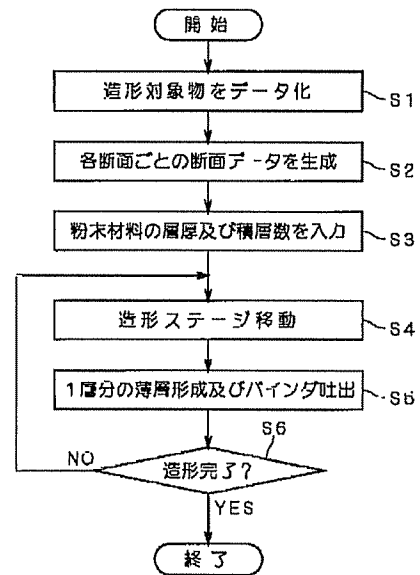 開始
造形対象物をデータ化
S1
各断面ごとの断面データを生成
S2
粉末材料の層厚及び積層数を入力
S3
造形ステージ移動
S4
1層分の薄層形成及びバインダ吐出
S5
S6
造形完了?
NO
YES
終了